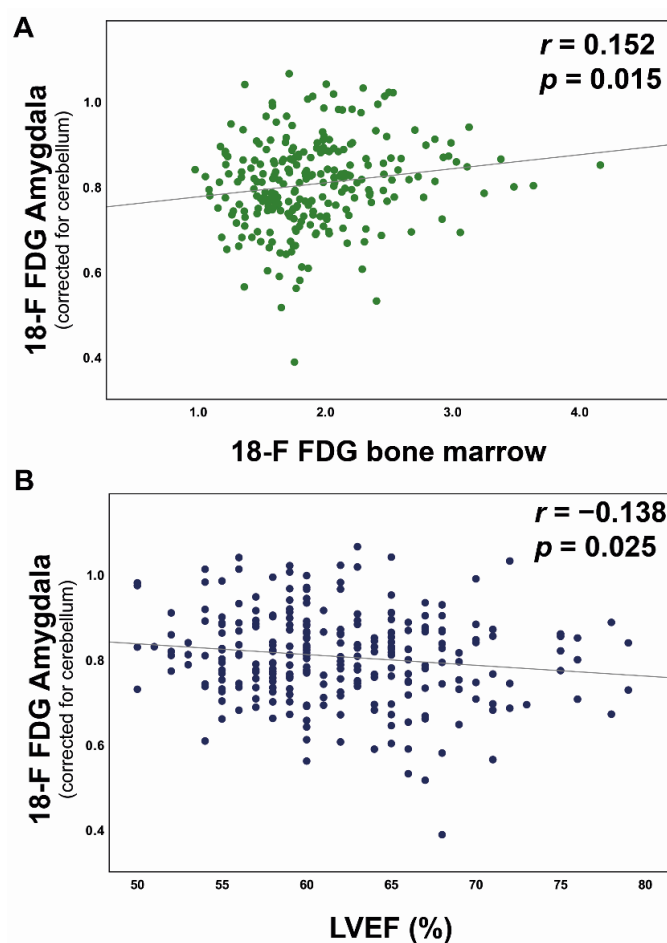 A
r = 0.152
p = 0.015
18-F FDG Amygdala
(corrected for cerebellum)
1.0
0.8
0.6
0.4
1.0 2.0 3.0 4.0
18-F FDG bone marrow
B
r = −0.138
p = 0.025
18-F FDG Amygdala
(corrected for cerebellum)
1.0
0.8
0.6
0.4
50 55 60 65 70 75 80
LVEF (%)